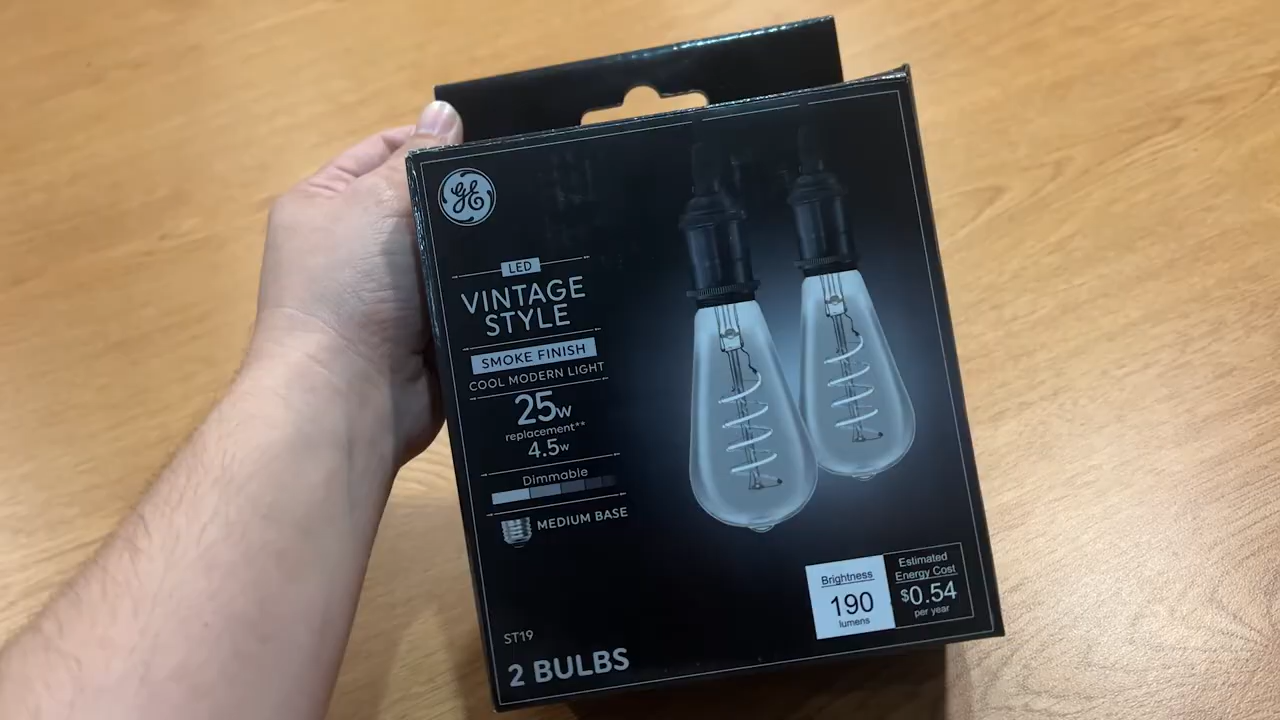 GE
LED
VINTAGE
STYLE
SMOKE FINISH
COOL MODERN LIGHT
25w
replacement**
4.5w
Dimmable
MEDIUM BASE
Brightness
190
lumens
Estimated
Energy Cost
$0.54
per year
ST19
2 BULBS